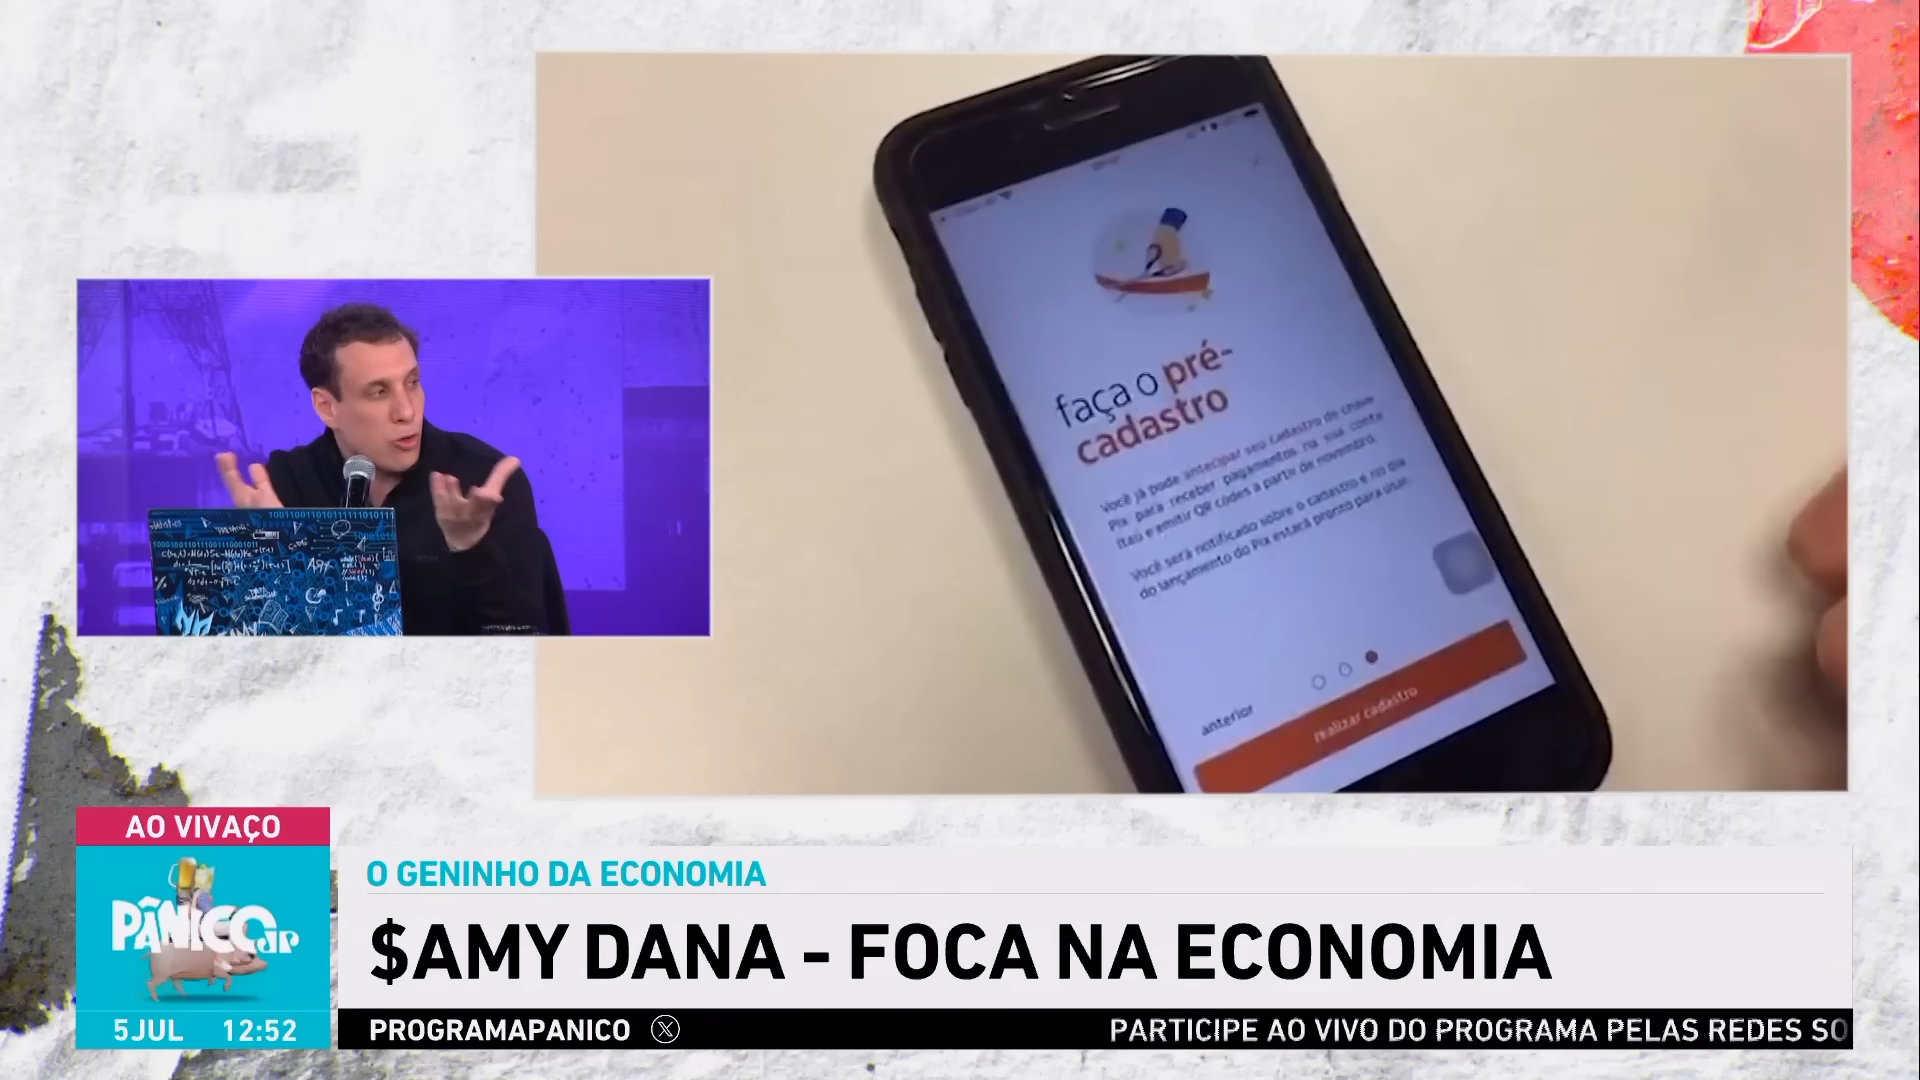 faça o pré-
cadastro
Você já pode antecipar seu cadastro de chave
Pix para receber pagamentos na sua conta
Itaú e emitir QR codes a partir de novembro.
Você será notificado sobre o cadastro e no dia
do lançamento do Pix estará pronto para usar.
anterior
realizar cadastro
AO VIVAÇO
PÂNICO JP
5JUL 12:52
O GENINHO DA ECONOMIA
$AMY DANA - FOCA NA ECONOMIA
PROGRAMAPANICO
PARTICIPE AO VIVO DO PROGRAMA PELAS REDES SO